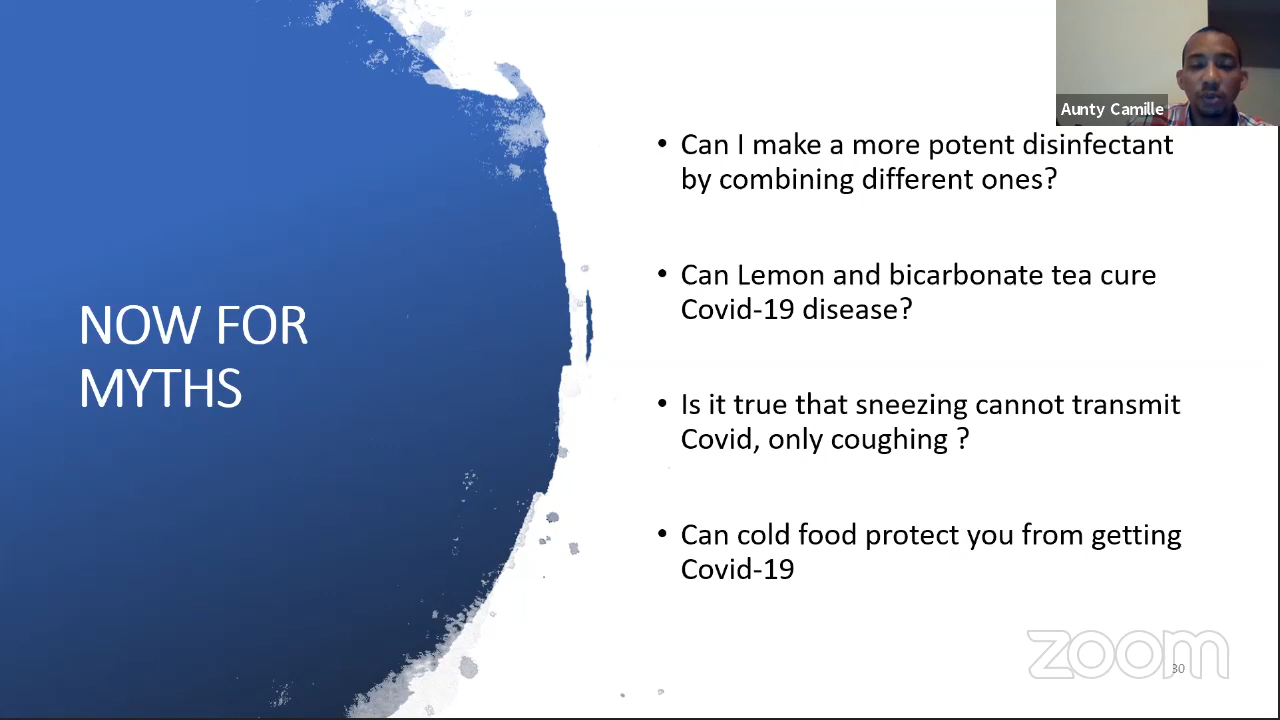 Aunty Camille
• Can I make a more potent disinfectant
by combining different ones?
• Can Lemon and bicarbonate tea cure
Covid-19 disease?
NOW FOR
MYTHS
• Is it true that sneezing cannot transmit
Covid, only coughing ?
• Can cold food protect you from getting
Covid-19
zoom
30